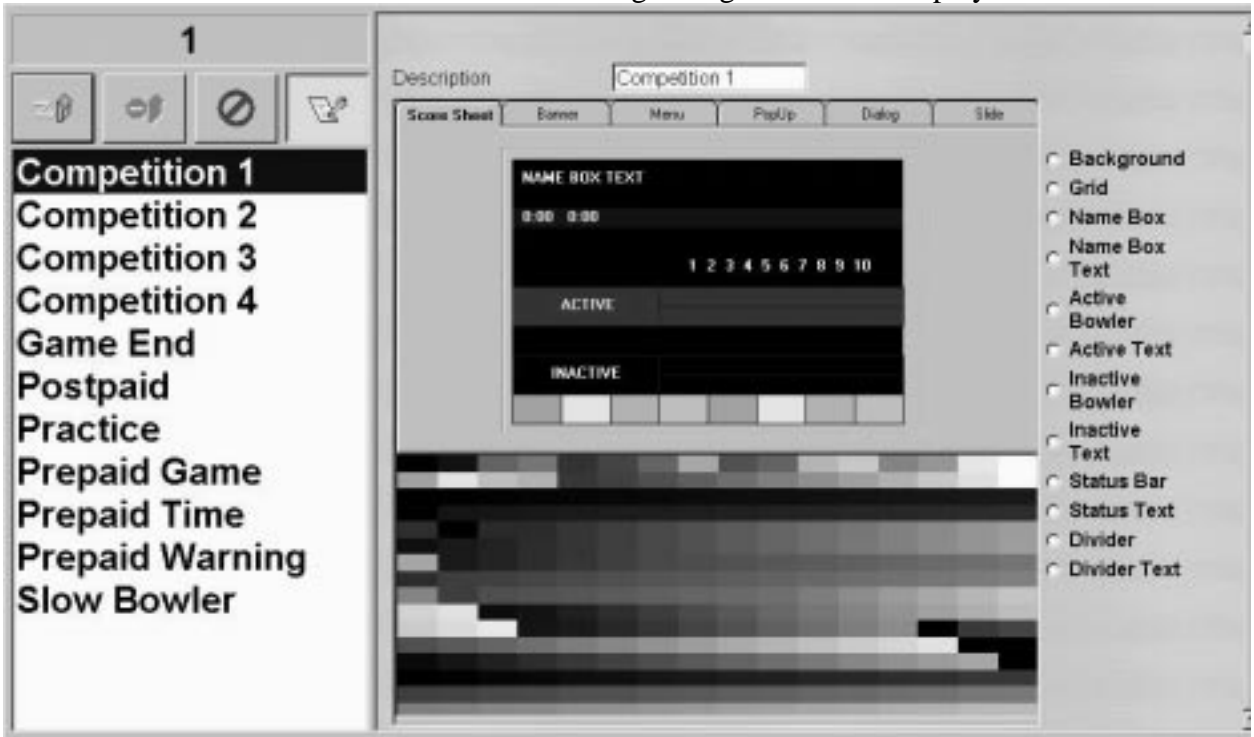 1
Competition 1
Competition 2
Competition 3
Competition 4
Game End
Postpaid
Practice
Prepaid Game
Prepaid Time
Prepaid Warning
Slow Bowler
Description Competition 1
Score Sheet Banner Menu PopUp Dialog Slide
NAME BOX TEXT
0:00 0:00
1 2 3 4 5 6 7 8 9 10
ACTIVE
INACTIVE
Background
Grid
Name Box
Name Box
Text
Active
Bowler
Active Text
Inactive
Bowler
Inactive
Text
Status Bar
Status Text
Divider
Divider Text